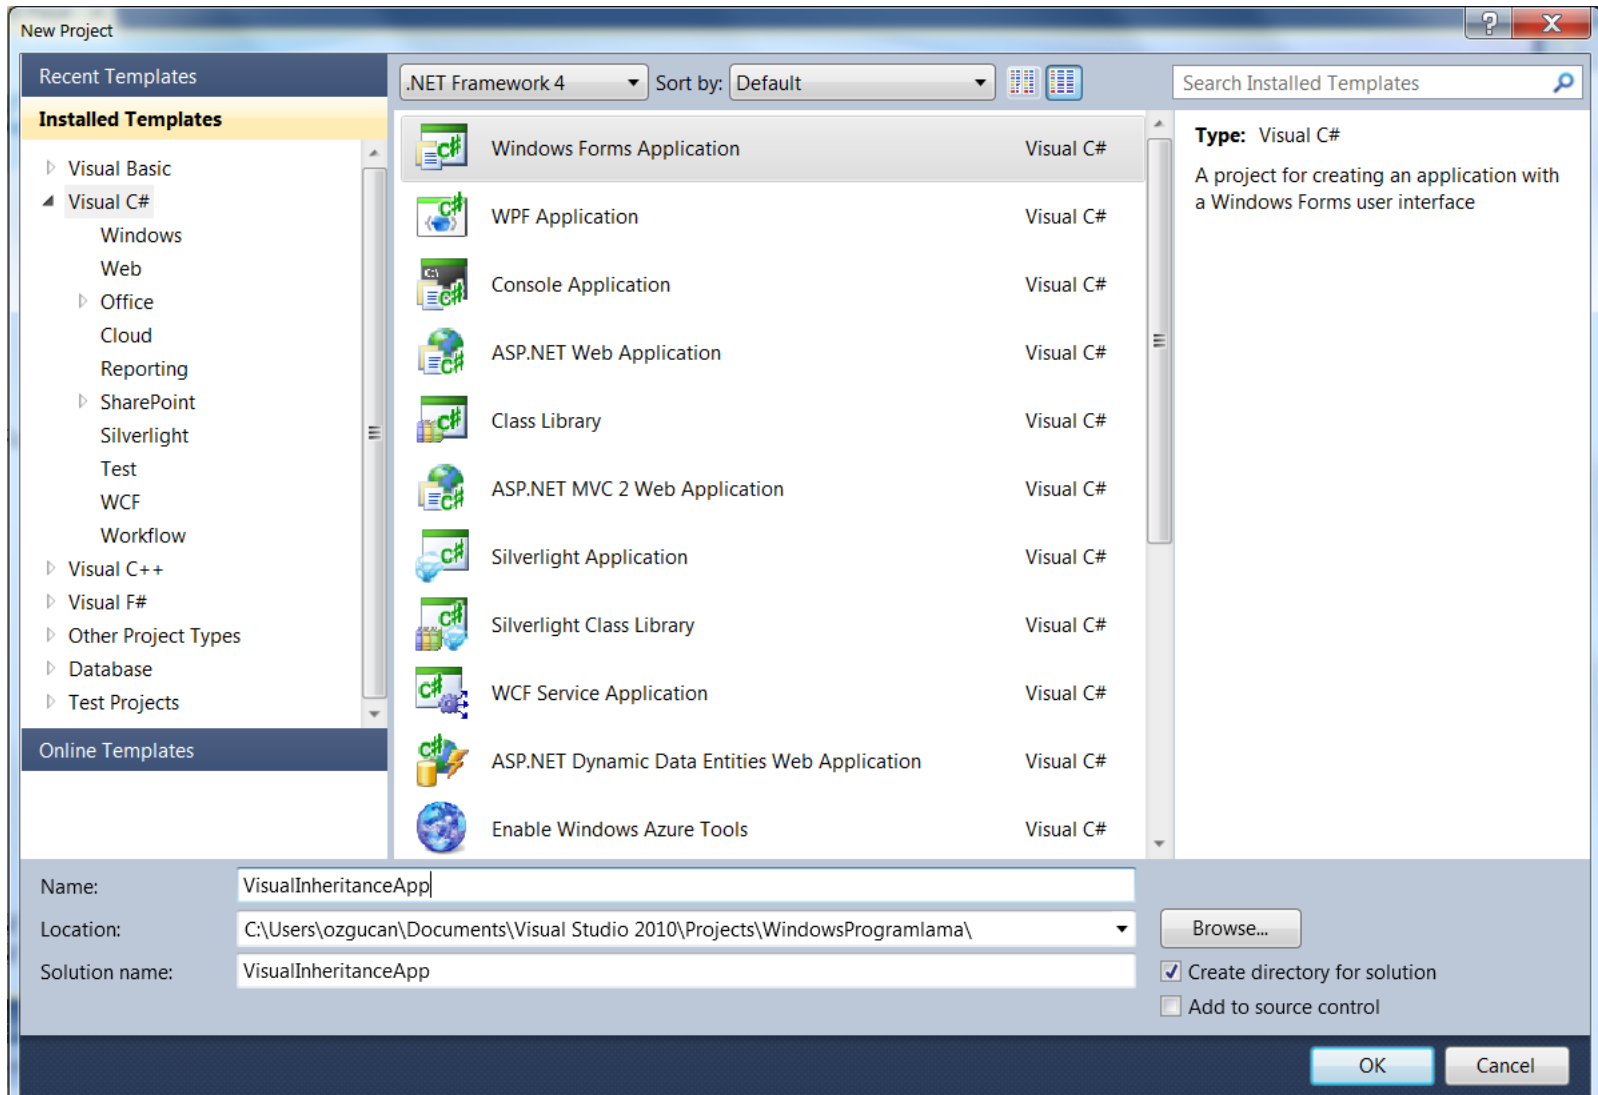 New Project
?
X
Recent Templates
Installed Templates
Visual Basic
Visual C#
Windows
Web
Office
Cloud
Reporting
SharePoint
Silverlight
Test
WCF
Workflow
Visual C++
Visual F#
Other Project Types
Database
Test Projects
Online Templates
.NET Framework 4
Sort by: Default
Windows Forms Application Visual C#
WPF Application Visual C#
Console Application Visual C#
ASP.NET Web Application Visual C#
Class Library Visual C#
ASP.NET MVC 2 Web Application Visual C#
Silverlight Application Visual C#
Silverlight Class Library Visual C#
WCF Service Application Visual C#
ASP.NET Dynamic Data Entities Web Application Visual C#
Enable Windows Azure Tools Visual C#
Search Installed Templates
Type: Visual C#
A project for creating an application with
a Windows Forms user interface
Name: VisualInheritanceApp
Location: C:\Users\ozgucan\Documents\Visual Studio 2010\Projects\WindowsProgramlama\
Browse...
Solution name: VisualInheritanceApp
Create directory for solution
Add to source control
OK
Cancel